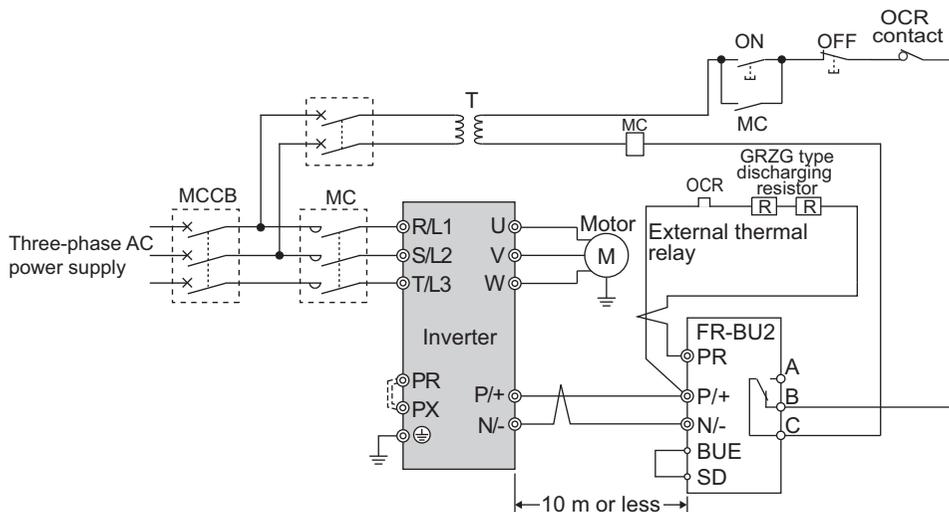 OCR
contact
ON
OFF
T
MC
MC
GRZG type
discharging
resistor
MCCB
MC
OCR
R
R
External thermal
relay
Three-phase AC
power supply
R/L1
S/L2
T/L3
U
V
W
Motor
M
Inverter
FR-BU2
PR
PX
P/+
N/-
PR
P/+
N/-
BUE
SD
A
B
C
10 m or less